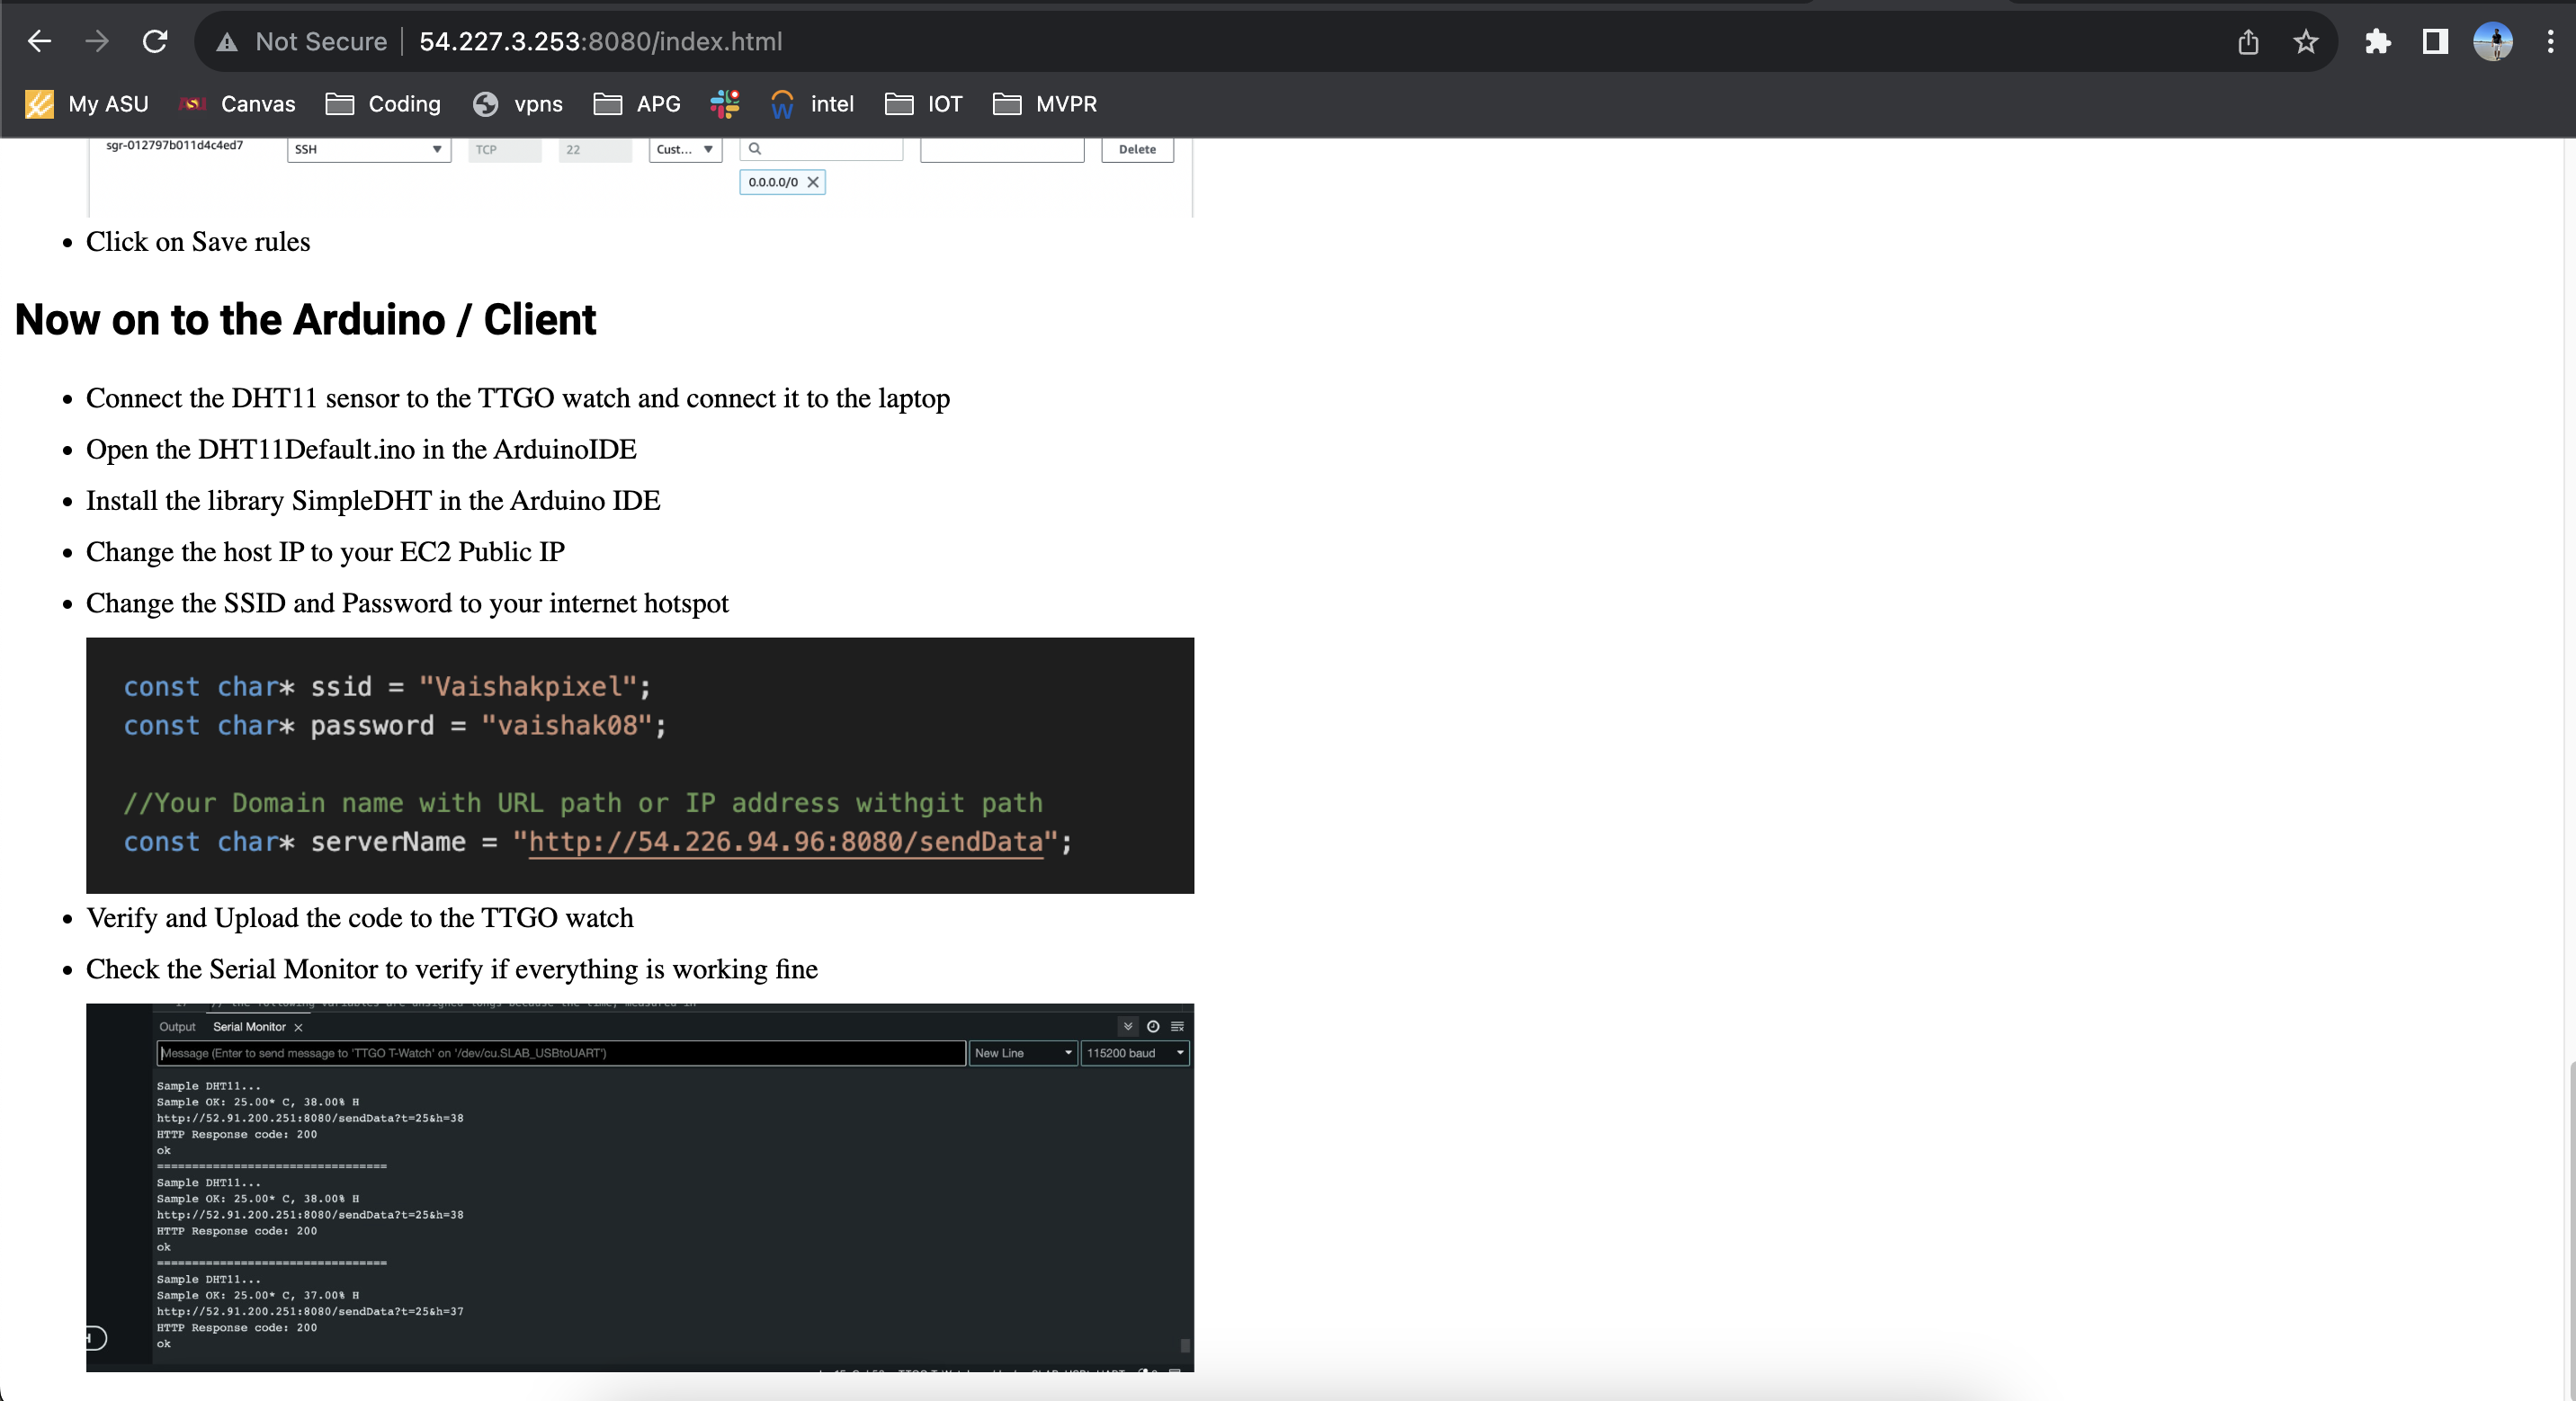 Not Secure 54.227.3.253:8080/index.html
My ASU ASU Canvas Coding vpns APG intel IOT MVPR
sgr-012797b011d4c4ed7 SSH TCP 22 Cust... Delete
0.0.0.0/0
• Click on Save rules
Now on to the Arduino / Client
• Connect the DHT11 sensor to the TTGO watch and connect it to the laptop
• Open the DHT11Default.ino in the ArduinoIDE
• Install the library SimpleDHT in the Arduino IDE
• Change the host IP to your EC2 Public IP
• Change the SSID and Password to your internet hotspot
const char* ssid = "Vaishakpixel";
const char* password = "vaishak08";
//Your Domain name with URL path or IP address withgit path
const char* serverName = "http://54.226.94.96:8080/sendData";
• Verify and Upload the code to the TTGO watch
• Check the Serial Monitor to verify if everything is working fine
Output Serial Monitor
Message (Enter to send message to 'TTGO T-Watch' on '/dev/cu.SLAB_USBtoUART') New Line 115200 baud
Sample DHT11...
Sample OK: 25.00* C, 38.00% H
http://52.91.200.251:8080/sendData?t=25&h=38
HTTP Response code: 200
ok
=================================
Sample DHT11...
Sample OK: 25.00* C, 38.00% H
http://52.91.200.251:8080/sendData?t=25&h=38
HTTP Response code: 200
ok
=================================
Sample DHT11...
Sample OK: 25.00* C, 37.00% H
http://52.91.200.251:8080/sendData?t=25&h=37
HTTP Response code: 200
ok